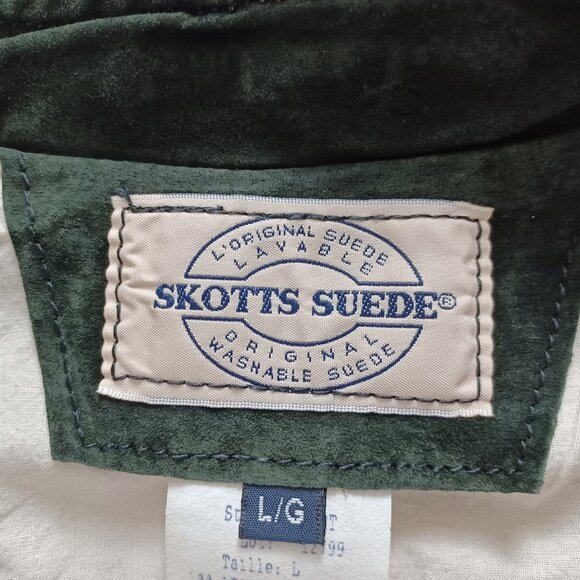 L'ORIGINAL SUEDE
LAVABLE
SKOTTS SUEDE®
ORIGINAL
WASHABLE SUEDE
L/G
Taille: L